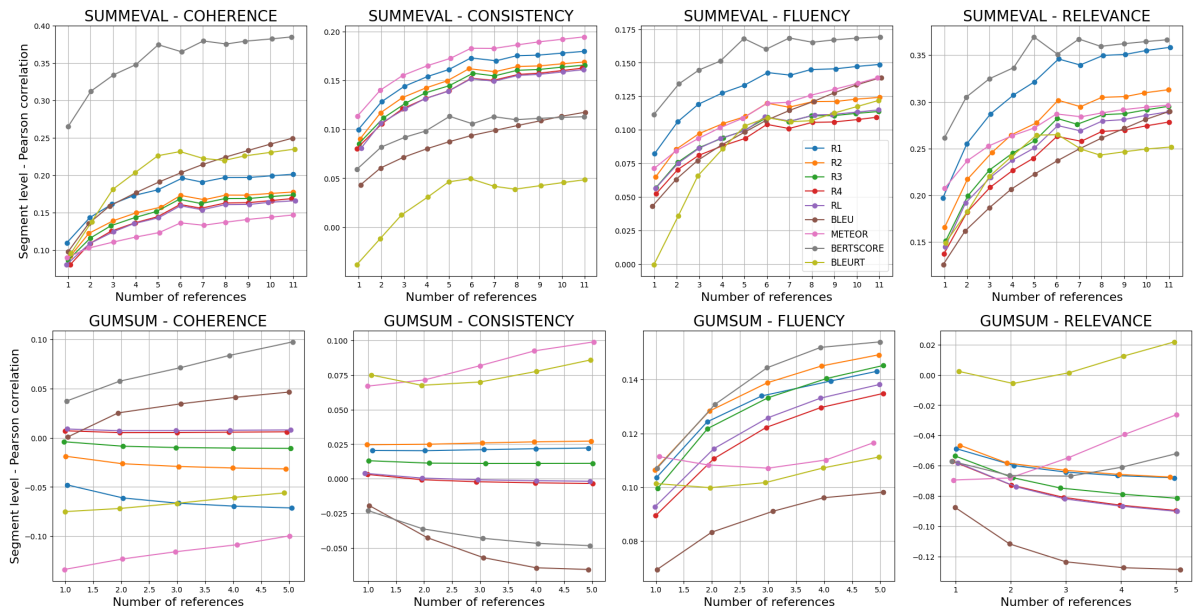 SUMMEVAL - COHERENCE
SUMMEVAL - CONSISTENCY
SUMMEVAL - FLUENCY
SUMMEVAL - RELEVANCE
Segment level - Pearson correlation
0.40
0.35
0.30
0.25
0.20
0.15
0.10
1 2 3 4 5 6 7 8 9 10 11
Number of references
0.20
0.15
0.10
0.05
0.00
1 2 3 4 5 6 7 8 9 10 11
Number of references
0.175
0.150
0.125
0.100
0.075
0.050
0.025
0.000
R1
R2
R3
R4
RL
BLEU
METEOR
BERTSCORE
BLEURT
1 2 3 4 5 6 7 8 9 10 11
Number of references
0.35
0.30
0.25
0.20
0.15
1 2 3 4 5 6 7 8 9 10 11
Number of references
GUMSUM - COHERENCE
GUMSUM - CONSISTENCY
GUMSUM - FLUENCY
GUMSUM - RELEVANCE
Segment level - Pearson correlation
0.10
0.05
0.00
−0.05
−0.10
1.0 1.5 2.0 2.5 3.0 3.5 4.0 4.5 5.0
Number of references
0.100
0.075
0.050
0.025
0.000
−0.025
−0.050
1.0 1.5 2.0 2.5 3.0 3.5 4.0 4.5 5.0
Number of references
0.14
0.12
0.10
0.08
1.0 1.5 2.0 2.5 3.0 3.5 4.0 4.5 5.0
Number of references
0.02
0.00
−0.02
−0.04
−0.06
−0.08
−0.10
−0.12
1 2 3 4 5
Number of references